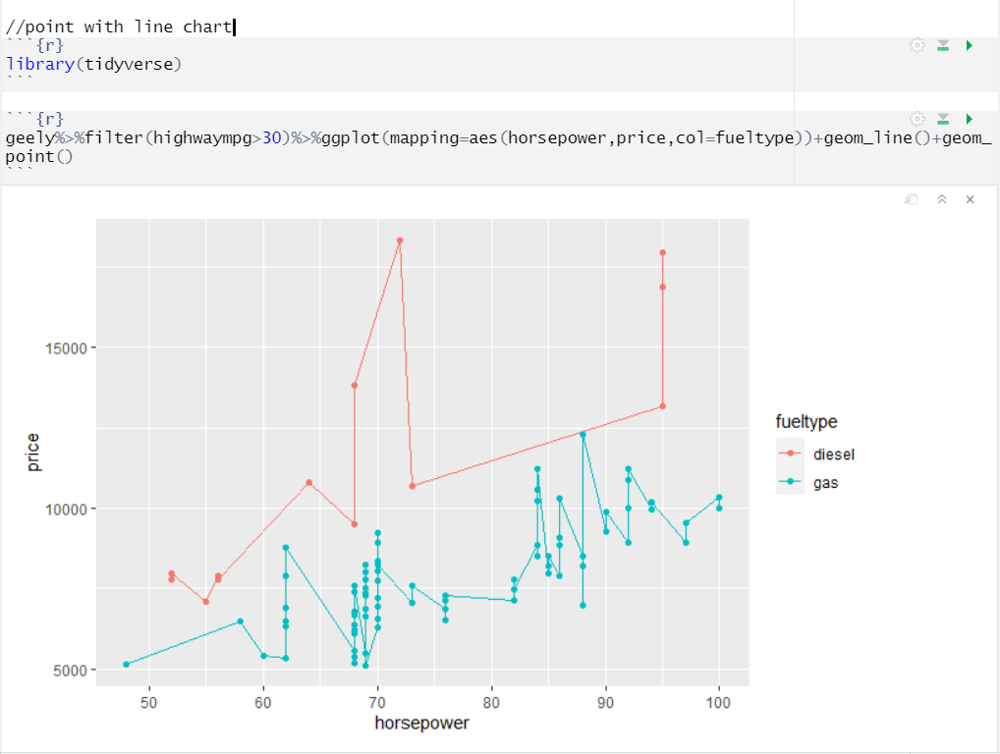 //point with line chart
```{r}
library(tidyverse)
```
```{r}
geely%>%filter(highwaympg>30)%>%ggplot(mapping=aes(horsepower,price,col=fueltype))+geom_line()+geom_
point()
```
15000
10000
5000
price
50 60 70 80 90 100
horsepower
fueltype
diesel
gas